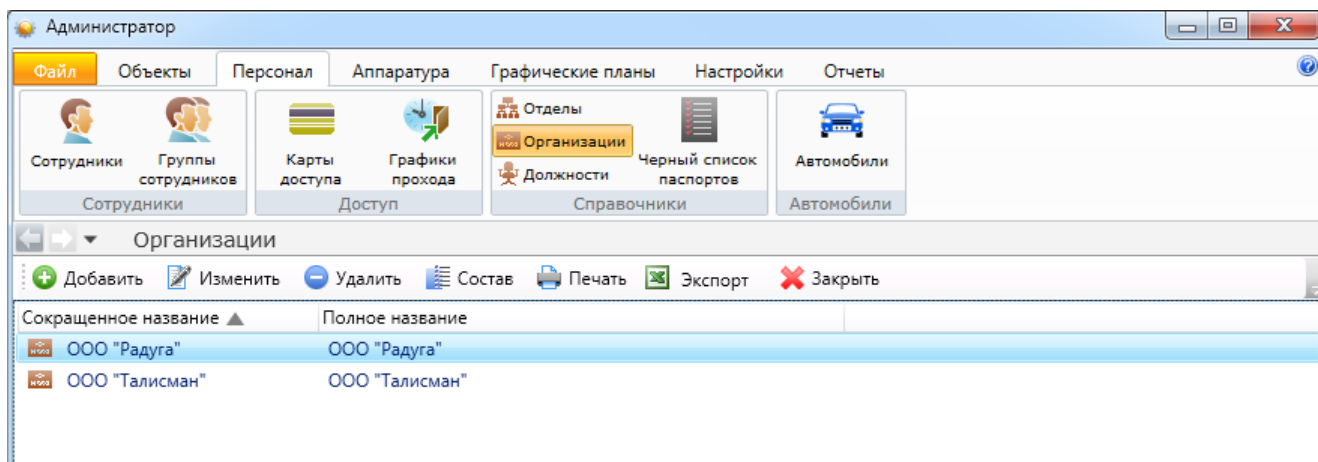 Администратор
Файл Объекты Персонал Аппаратура Графические планы Настройки Отчеты
Сотрудники
Группы
сотрудников
Сотрудники
Карты
доступа
Графики
прохода
Доступ
Отделы
Организации
Должности
Черный список
паспортов
Справочники
Автомобили
Автомобили
Организации
Добавить Изменить Удалить Состав Печать Экспорт Закрыть
Сокращенное название Полное название
ООО "Радуга" ООО "Радуга"
ООО "Талисман" ООО "Талисман"